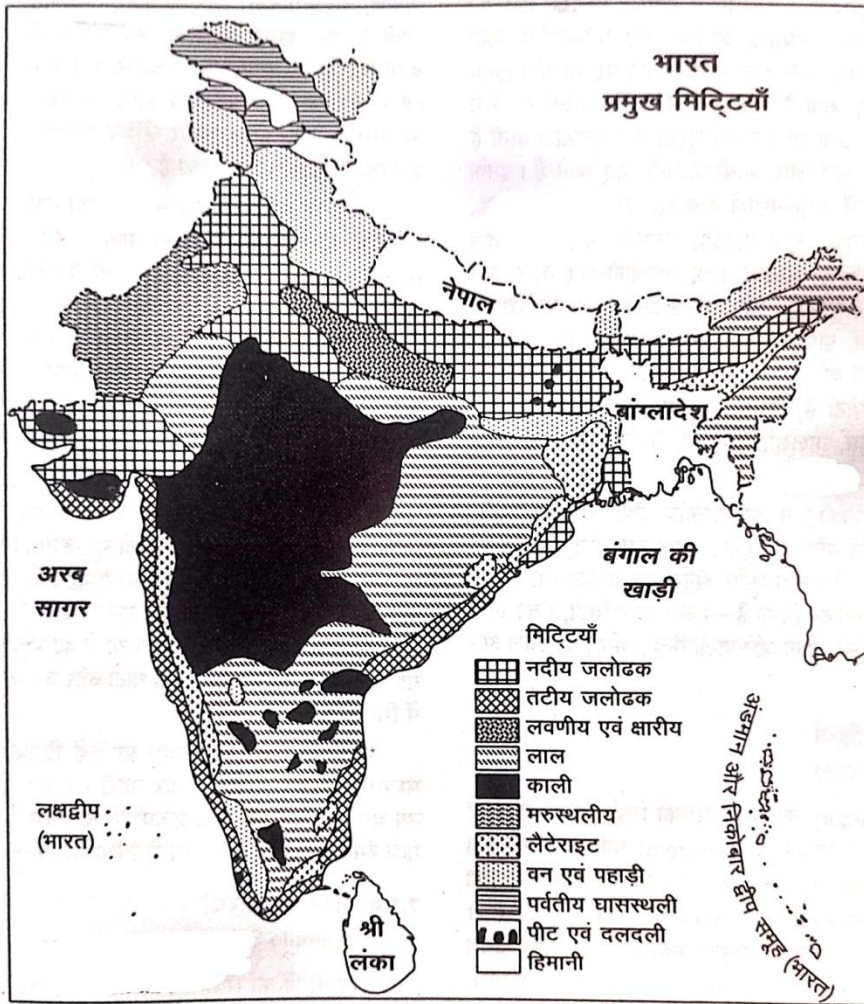 भारत
प्रमुख मिट्टियाँ
नेपाल
बांग्लादेश
अरब
सागर
बंगाल की
खाड़ी
मिट्टियाँ
नदीय जलोढक
तटीय जलोढक
लवणीय एवं क्षारीय
लाल
काली
मरुस्थलीय
लैटेराइट
वन एवं पहाड़ी
पर्वतीय घासस्थली
पीट एवं दलदली
हिमानी
लक्षद्वीप
(भारत)
श्री
लंका
अंडमान और निकोबार द्वीप समूह (भारत)